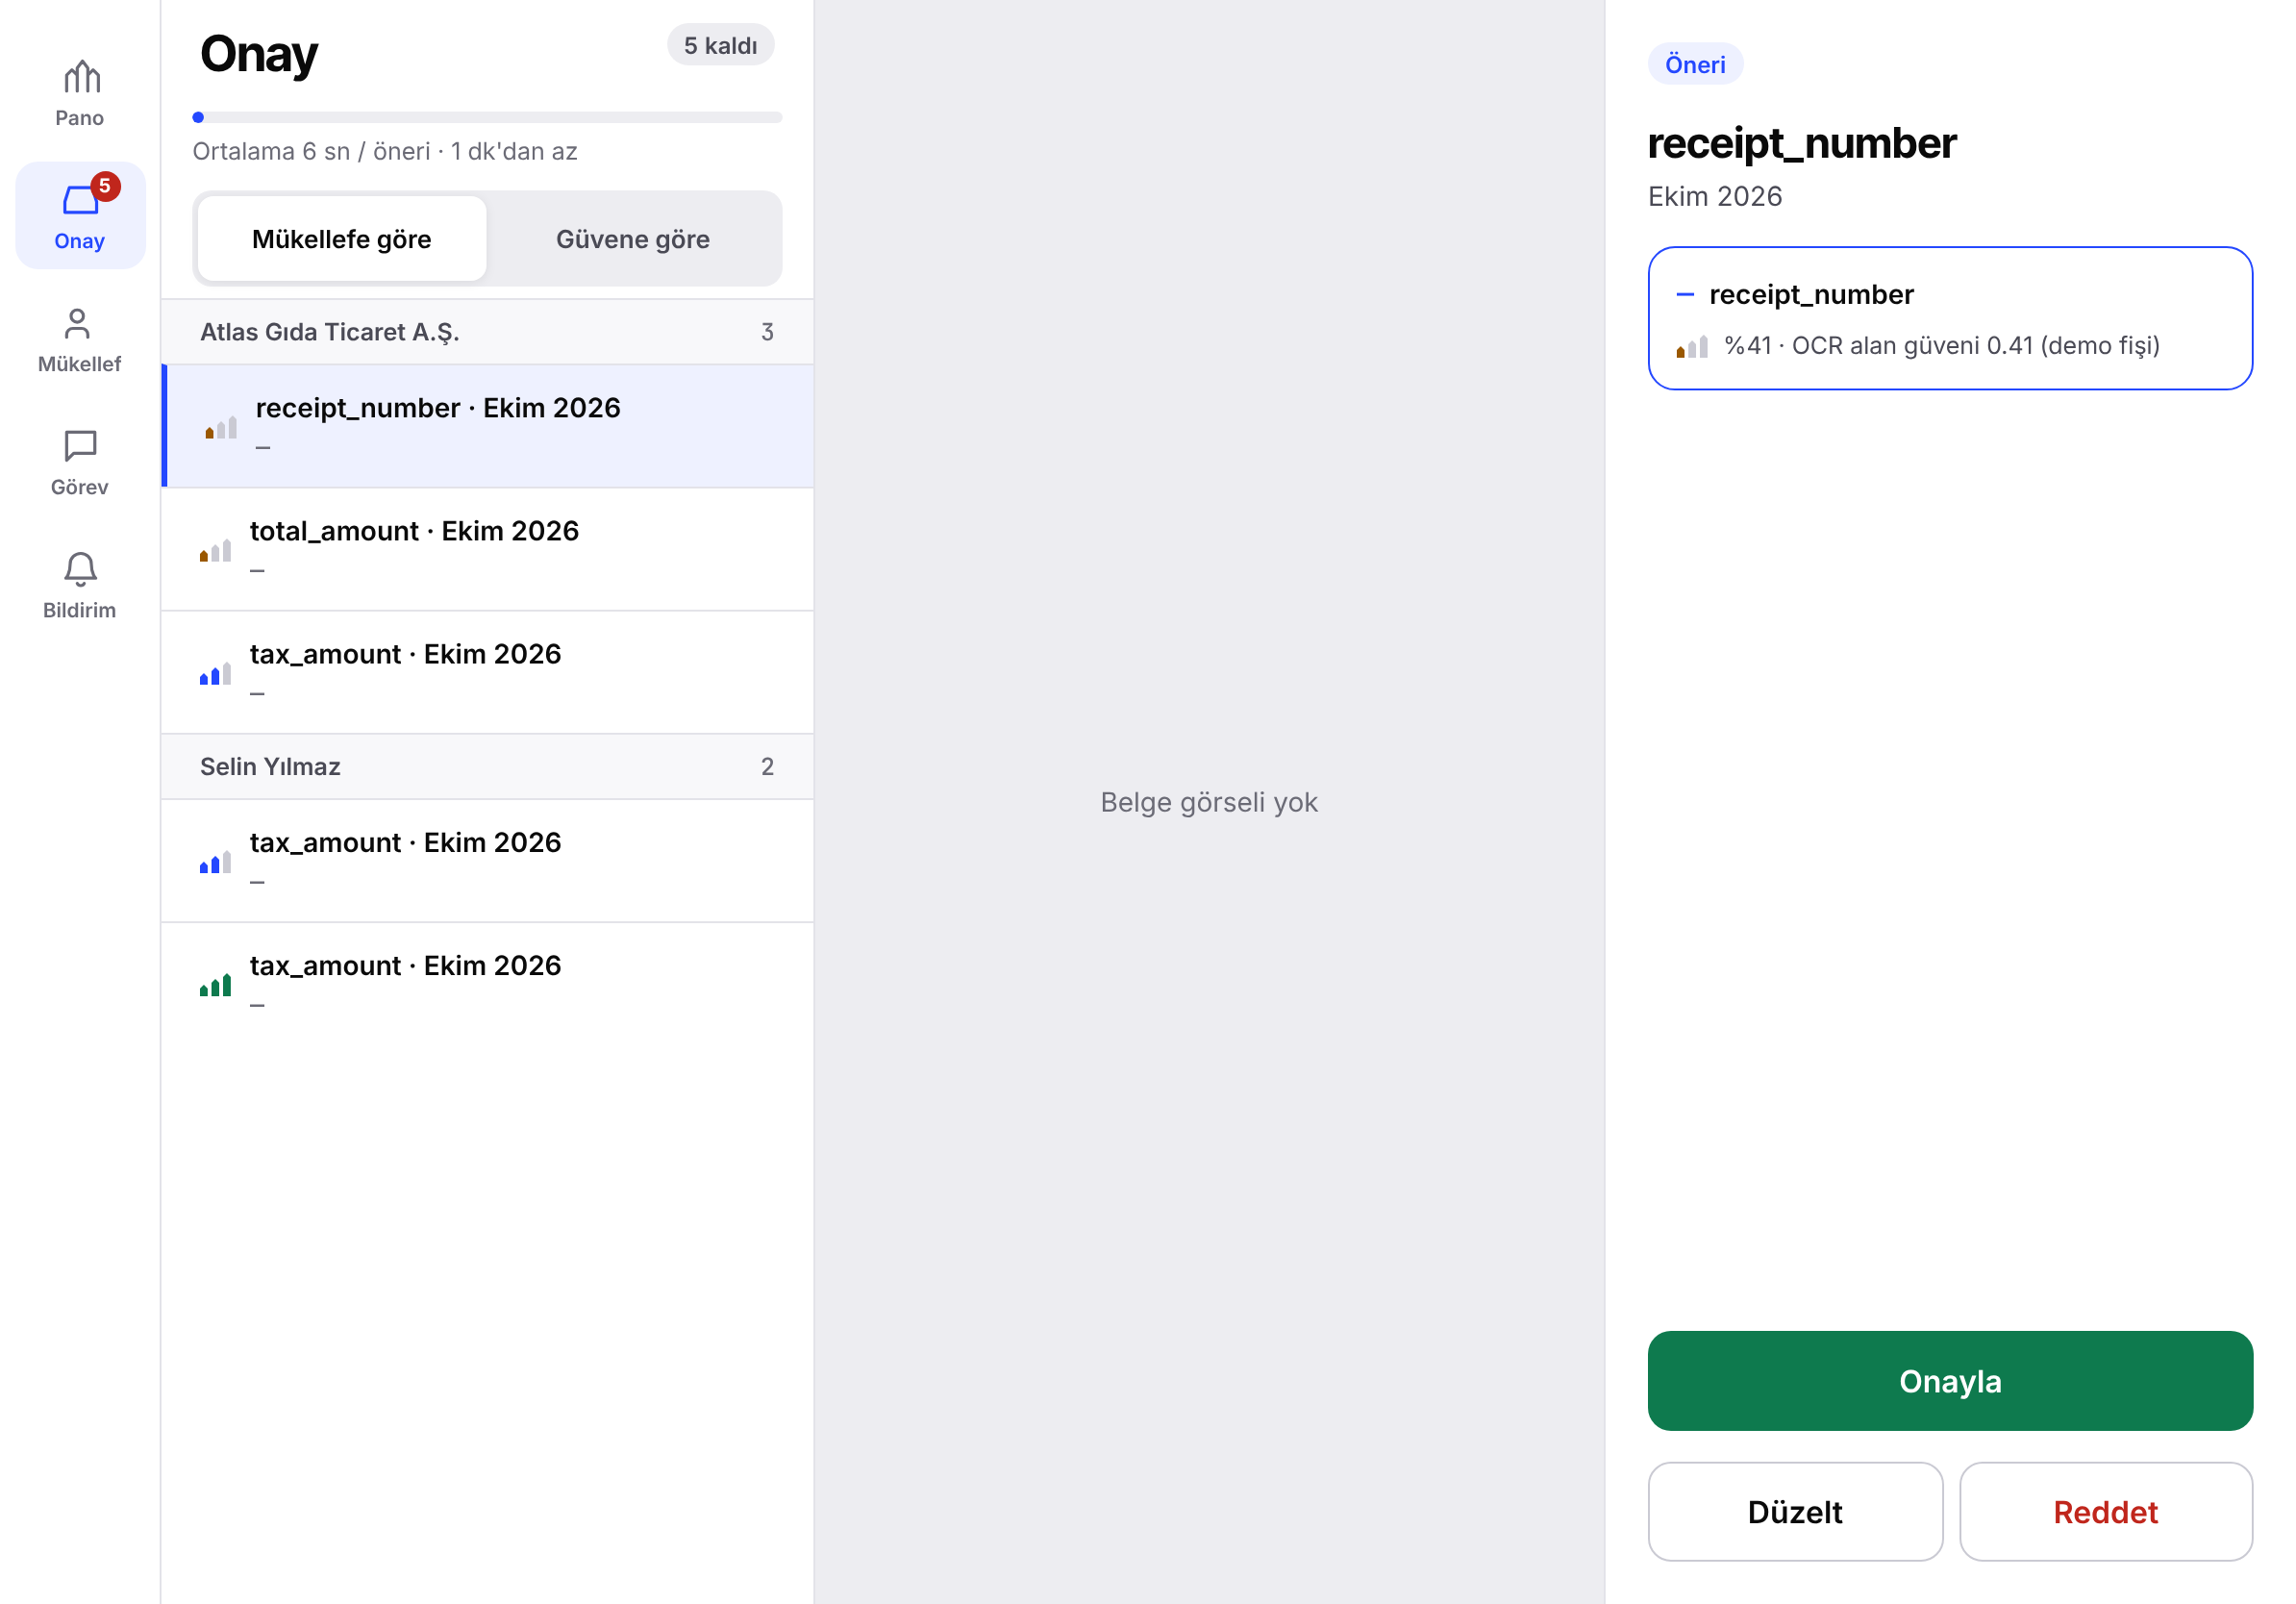 Pano
5
Onay
Mükellef
Görev
Bildirim
Onay
5 kaldı
Ortalama 6 sn / öneri · 1 dk'dan az
Mükellefe göre
Güvene göre
Atlas Gıda Ticaret A.Ş.
3
receipt_number · Ekim 2026
—
total_amount · Ekim 2026
—
tax_amount · Ekim 2026
—
Selin Yılmaz
2
tax_amount · Ekim 2026
—
tax_amount · Ekim 2026
—
Belge görseli yok
Öneri
receipt_number
Ekim 2026
— receipt_number
%41 · OCR alan güveni 0.41 (demo fişi)
Onayla
Düzelt
Reddet